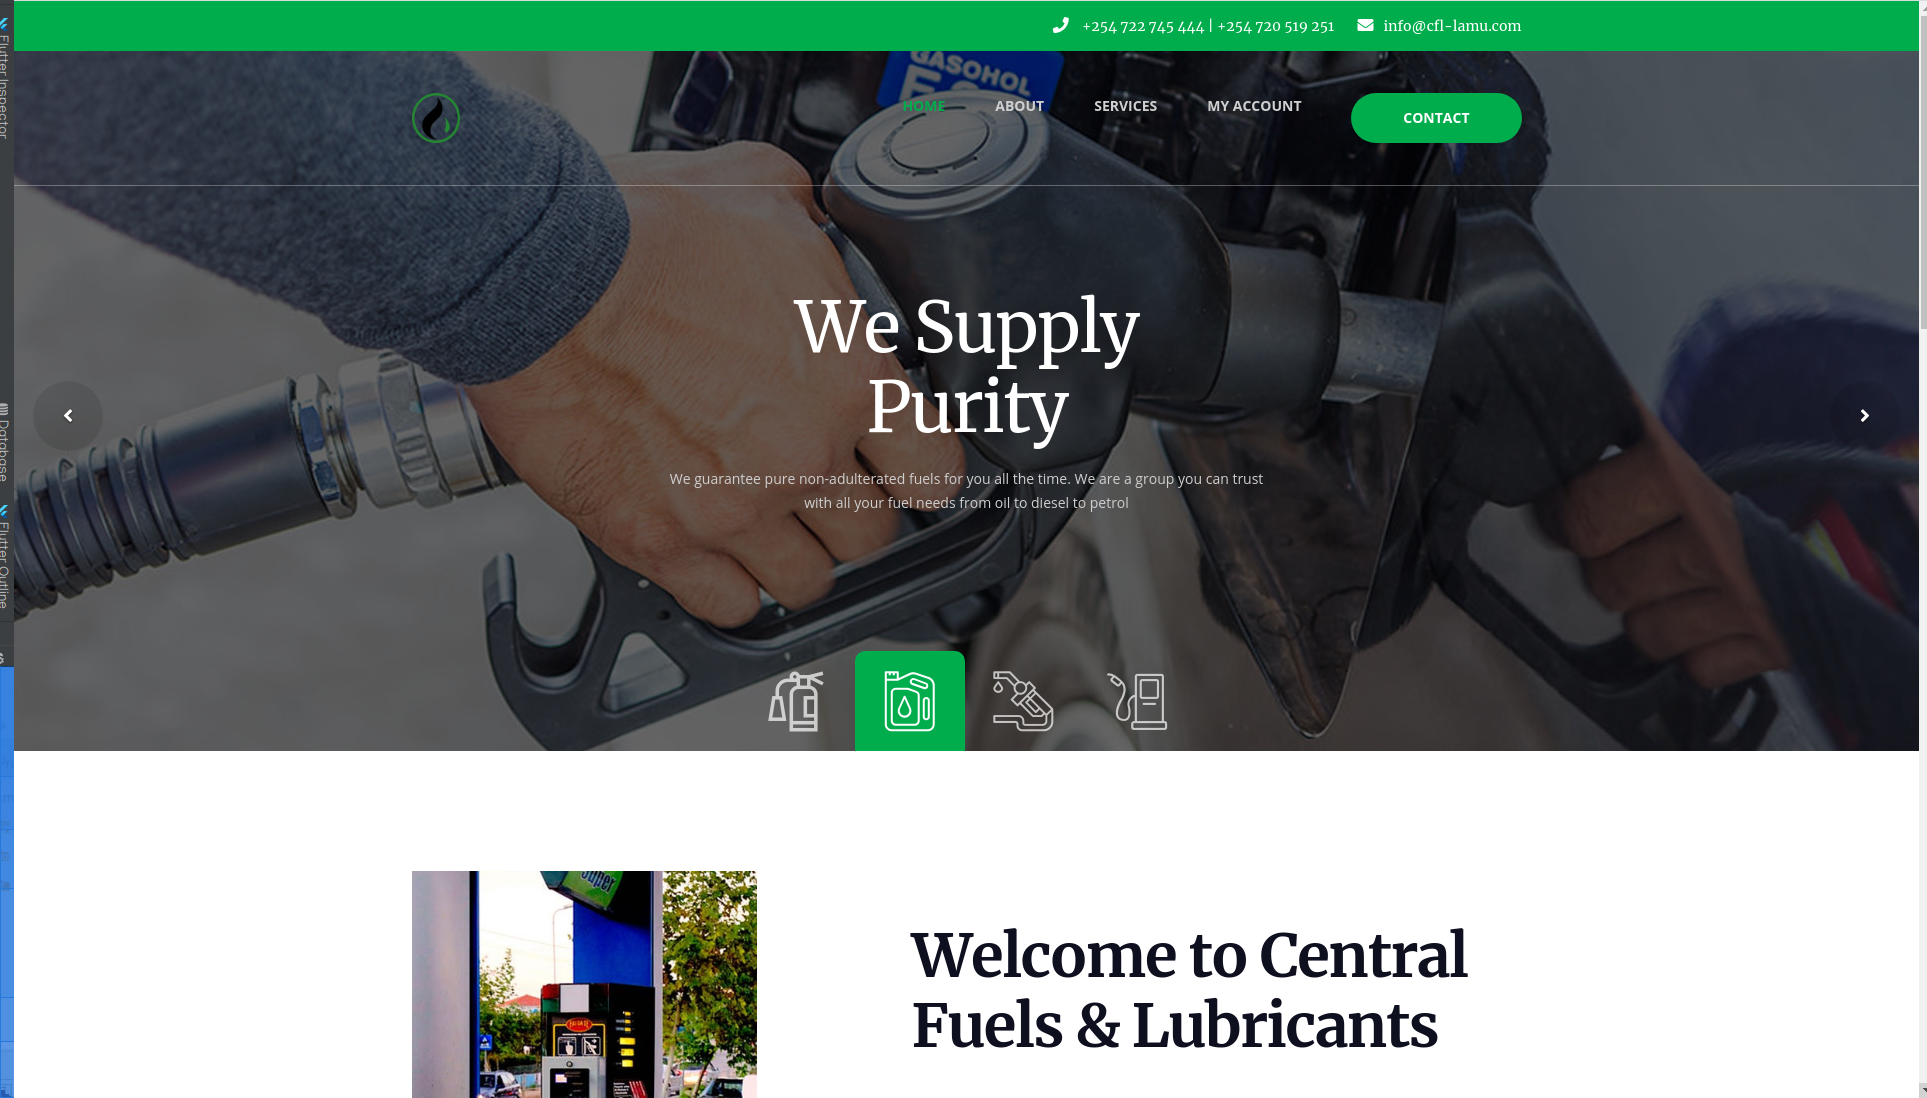 +254 722 745 444 | +254 720 519 251 info@cfl-lamu.com
GASOHOL
HOME ABOUT SERVICES MY ACCOUNT CONTACT
Flutter Inspector
We Supply
Purity
Database
We guarantee pure non-adulterated fuels for you all the time. We are a group you can trust
with all your fuel needs from oil to diesel to petrol
Flutter Outline
super
Welcome to Central
Fuels & Lubricants